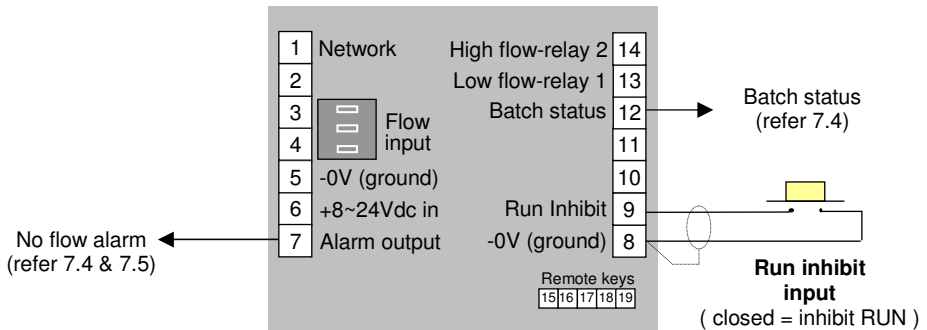 1 Network
2
3
4
Flow
input
5 -0V (ground)
6 +8~24Vdc in
7 Alarm output
High flow-relay 2 14
Low flow-relay 1 13
Batch status 12
11
10
Run Inhibit 9
-0V (ground) 8
Remote keys
15 16 17 18 19
No flow alarm
(refer 7.4 & 7.5)
Batch status
(refer 7.4)
Run inhibit
input
( closed = inhibit RUN )